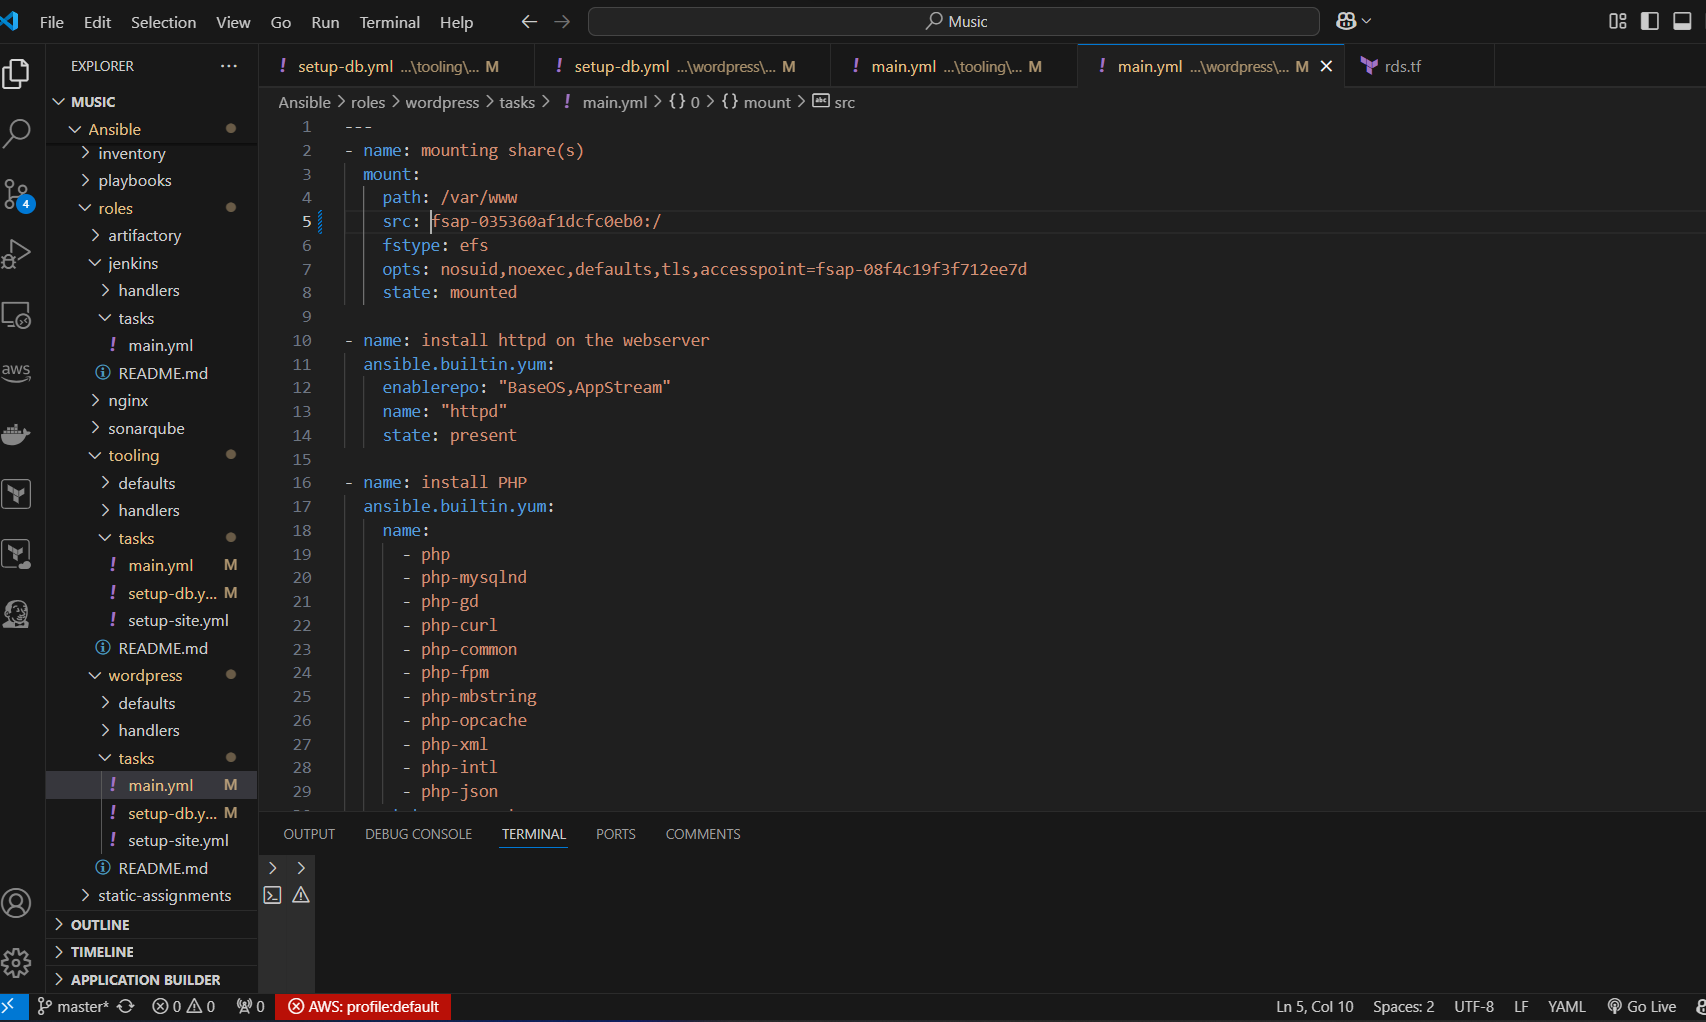 File Edit Selection View Go Run Terminal Help
Music
EXPLORER
MUSIC
Ansible
inventory
playbooks
roles
artifactory
jenkins
handlers
tasks
main.yml
README.md
nginx
sonarqube
tooling
defaults
handlers
tasks
main.yml M
setup-db.y... M
setup-site.yml
README.md
wordpress
defaults
handlers
tasks
main.yml M
setup-db.y... M
setup-site.yml
README.md
static-assignments
OUTLINE
TIMELINE
APPLICATION BUILDER
aws
4
setup-db.yml ...\tooling\... M
setup-db.yml ...\wordpress\... M
main.yml ...\tooling\... M
main.yml ...\wordpress\... M
rds.tf
Ansible > roles > wordpress > tasks > ! main.yml > {} 0 > {} mount > abc src
1 ---
2 - name: mounting share(s)
3 mount:
4 path: /var/www
5 src: fsap-035360af1dcfc0eb0:/
6 fstype: efs
7 opts: nosuid,noexec,defaults,tls,accesspoint=fsap-08f4c19f3f712ee7d
8 state: mounted
9
10 - name: install httpd on the webserver
11 ansible.builtin.yum:
12 enablerepo: "BaseOS,AppStream"
13 name: "httpd"
14 state: present
15
16 - name: install PHP
17 ansible.builtin.yum:
18 name:
19 - php
20 - php-mysqlnd
21 - php-gd
22 - php-curl
23 - php-common
24 - php-fpm
25 - php-mbstring
26 - php-opcache
27 - php-xml
28 - php-intl
29 - php-json
OUTPUT DEBUG CONSOLE TERMINAL PORTS COMMENTS
master* 0 0 0 AWS: profile:default
Ln 5, Col 10 Spaces: 2 UTF-8 LF YAML Go Live